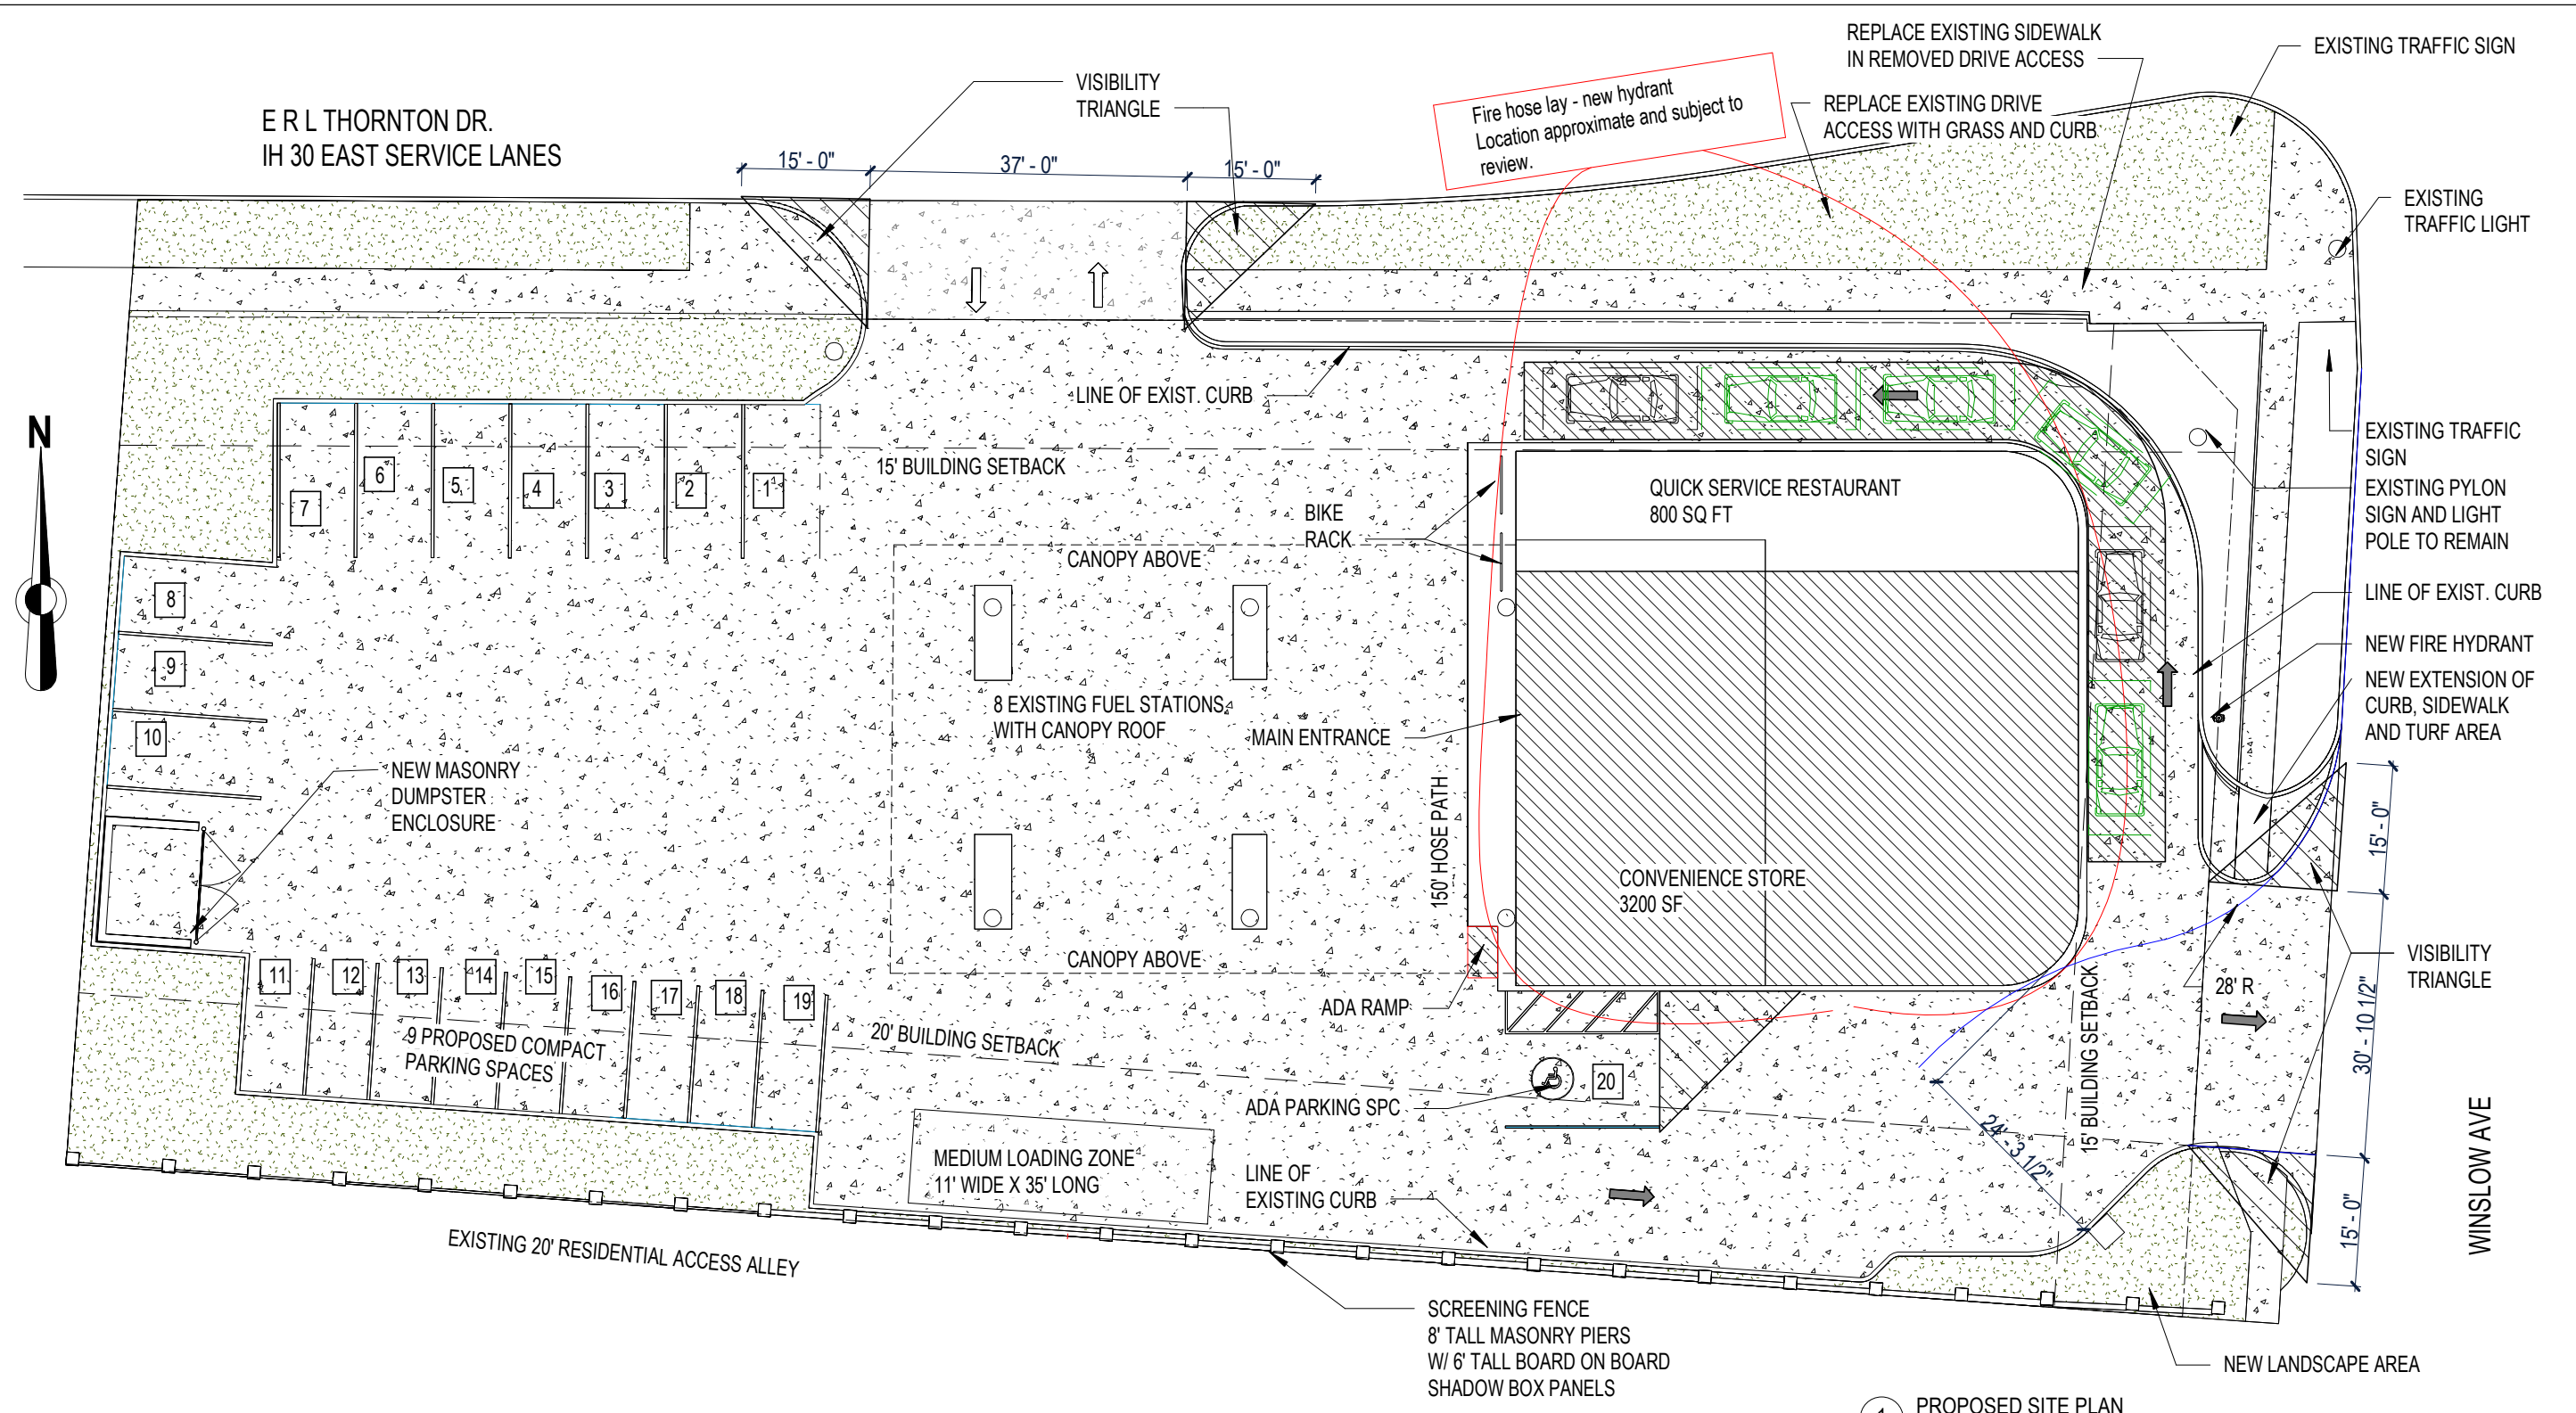 REPLACE EXISTING SIDEWALK
IN REMOVED DRIVE ACCESS
EXISTING TRAFFIC SIGN
VISIBILITY
TRIANGLE
Fire hose lay - new hydrant
Location approximate and subject to
review.
REPLACE EXISTING DRIVE
ACCESS WITH GRASS AND CURB
E R L THORNTON DR.
IH 30 EAST SERVICE LANES
15' - 0"
37' - 0"
15' - 0"
EXISTING
TRAFFIC LIGHT
N
LINE OF EXIST. CURB
15' BUILDING SETBACK
EXISTING TRAFFIC
SIGN
EXISTING PYLON
SIGN AND LIGHT
POLE TO REMAIN
7
6
5
4
3
2
1
QUICK SERVICE RESTAURANT
800 SQ FT
BIKE
RACK
CANOPY ABOVE
8
9
10
LINE OF EXIST. CURB
NEW FIRE HYDRANT
NEW EXTENSION OF
CURB, SIDEWALK
AND TURF AREA
8 EXISTING FUEL STATIONS
WITH CANOPY ROOF
MAIN ENTRANCE
NEW MASONRY
DUMPSTER
ENCLOSURE
150' HOSE PATH
15' - 0"
CONVENIENCE STORE
3200 SF
CANOPY ABOVE
VISIBILITY
TRIANGLE
11
12
13
14
15
16
17
18
19
ADA RAMP
28' R
30' - 10 1/2"
9 PROPOSED COMPACT
PARKING SPACES
20' BUILDING SETBACK
15' BUILDING SETBACK
20
ADA PARKING SPC
24' - 3 1/2"
WINSLOW AVE
MEDIUM LOADING ZONE
11' WIDE X 35' LONG
LINE OF
EXISTING CURB
15' - 0"
EXISTING 20' RESIDENTIAL ACCESS ALLEY
SCREENING FENCE
8' TALL MASONRY PIERS
W/ 6' TALL BOARD ON BOARD
SHADOW BOX PANELS
NEW LANDSCAPE AREA
1
PROPOSED SITE PLAN